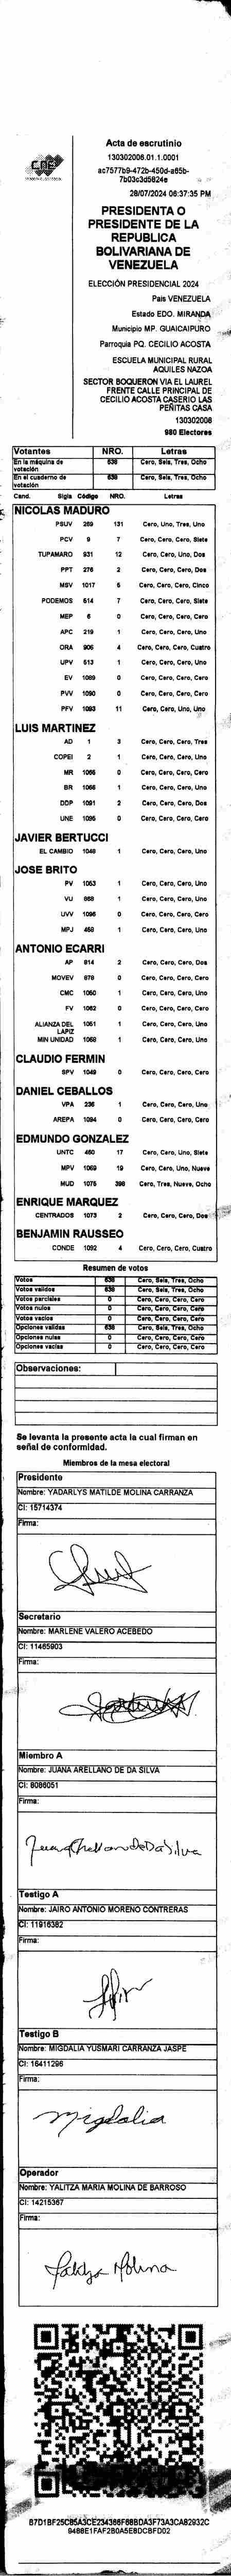 CNE
Acta de escrutinio
130302006.01.1.0001
ac7577b9-472b-450d-a65b-
7b03c3d5824e
28/07/2024 06:37:35 PM
PRESIDENTA O
PRESIDENTE DE LA
REPUBLICA
BOLIVARIANA DE
VENEZUELA
ELECCIÓN PRESIDENCIAL 2024
País VENEZUELA
Estado EDO. MIRANDA
Municipio MP. GUAICAIPURO
Parroquia PQ. CECILIO ACOSTA
ESCUELA MUNICIPAL RURAL
AQUILES NAZOA
SECTOR BOQUERON VIA EL LAUREL
FRENTE CALLE PRINCIPAL DE
CECILIO ACOSTA CASERIO LAS
PEÑITAS CASA
130302006
980 Electores
Votantes NRO. Letras
En la máquina de votación 638 Cero, Seis, Tres, Ocho
En el cuaderno de votación 638 Cero, Seis, Tres, Ocho
Cand. Sigla Código NRO. Letras
NICOLAS MADURO
PSUV 269 131 Cero, Uno, Tres, Uno
PCV 9 7 Cero, Cero, Cero, Siete
TUPAMARO 931 12 Cero, Cero, Uno, Dos
PPT 276 2 Cero, Cero, Cero, Dos
MSV 1017 5 Cero, Cero, Cero, Cinco
PODEMOS 514 7 Cero, Cero, Cero, Siete
MEP 6 0 Cero, Cero, Cero, Cero
APC 219 1 Cero, Cero, Cero, Uno
ORA 906 4 Cero, Cero, Cero, Cuatro
UPV 513 1 Cero, Cero, Cero, Uno
EV 1089 0 Cero, Cero, Cero, Cero
PVV 1090 0 Cero, Cero, Cero, Cero
PFV 1093 11 Cero, Cero, Uno, Uno
LUIS MARTINEZ
AD 1 3 Cero, Cero, Cero, Tres
COPEI 2 1 Cero, Cero, Cero, Uno
MR 1065 0 Cero, Cero, Cero, Cero
BR 1066 1 Cero, Cero, Cero, Uno
DDP 1091 2 Cero, Cero, Cero, Dos
UNE 1095 0 Cero, Cero, Cero, Cero
JAVIER BERTUCCI
EL CAMBIO 1048 1 Cero, Cero, Cero, Uno
JOSE BRITO
PV 1053 1 Cero, Cero, Cero, Uno
VU 868 1 Cero, Cero, Cero, Uno
UVV 1096 0 Cero, Cero, Cero, Cero
MPJ 459 1 Cero, Cero, Cero, Uno
ANTONIO ECARRI
AP 814 2 Cero, Cero, Cero, Dos
MOVEV 878 0 Cero, Cero, Cero, Cero
CMC 1050 1 Cero, Cero, Cero, Uno
FV 1062 0 Cero, Cero, Cero, Cero
ALIANZA DEL LAPIZ 1051 1 Cero, Cero, Cero, Uno
MIN UNIDAD 1068 1 Cero, Cero, Cero, Uno
CLAUDIO FERMIN
SPV 1049 0 Cero, Cero, Cero, Cero
DANIEL CEBALLOS
VPA 236 1 Cero, Cero, Cero, Uno
AREPA 1094 0 Cero, Cero, Cero, Cero
EDMUNDO GONZALEZ
UNTC 460 17 Cero, Cero, Uno, Siete
MPV 1069 19 Cero, Cero, Uno, Nueve
MUD 1075 398 Cero, Tres, Nueve, Ocho
ENRIQUE MARQUEZ
CENTRADOS 1073 2 Cero, Cero, Cero, Dos
BENJAMIN RAUSSEO
CONDE 1092 4 Cero, Cero, Cero, Cuatro
Resumen de votos
Votos 638 Cero, Seis, Tres, Ocho
Votos validos 638 Cero, Seis, Tres, Ocho
Votos parciales 0 Cero, Cero, Cero, Cero
Votos nulos 0 Cero, Cero, Cero, Cero
Votos vacios 0 Cero, Cero, Cero, Cero
Opciones validas 638 Cero, Seis, Tres, Ocho
Opciones nulas 0 Cero, Cero, Cero, Cero
Opciones vacias 0 Cero, Cero, Cero, Cero
Observaciones:
Se levanta la presente acta la cual firman en
señal de conformidad.
Miembros de la mesa electoral
Presidente
Nombre: YADARLYS MATILDE MOLINA CARRANZA
CI: 15714374
Firma:
Secretario
Nombre: MARLENE VALERO ACEBEDO
CI: 11465903
Firma:
Miembro A
Nombre: JUANA ARELLANO DE DA SILVA
CI: 8086051
Firma:
Juana Arellano de Da Silva
Testigo A
Nombre: JAIRO ANTONIO MORENO CONTRERAS
CI: 11916382
Firma:
Testigo B
Nombre: MIGDALIA YUSMARI CARRANZA JASPE
CI: 16411296
Firma:
Migdalia
Operador
Nombre: YALITZA MARIA MOLINA DE BARROSO
CI: 14215367
Firma:
Yalitza Molina
B7D1BF25C85A3CE234366F68BDA3F73A3CA82932C
9488E1FAF2B0A5E8DCBFD02